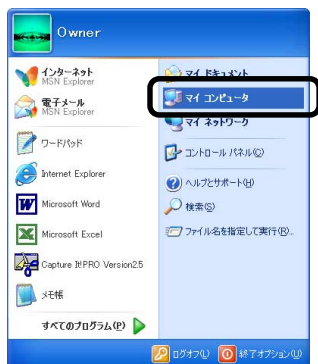 Owner
インターネット
MSN Explorer
電子メール
MSN Explorer
ワードパッド
Internet Explorer
Microsoft Word
Microsoft Excel
Capture It!PRO Version2.5
メモ帳
すべてのプログラム(P)
マイ ドキュメント
マイ コンピュータ
マイ ネットワーク
コントロール パネル(C)
ヘルプとサポート(H)
検索(S)
ファイル名を指定して実行(R)...
ログオフ(L)
終了オプション(U)